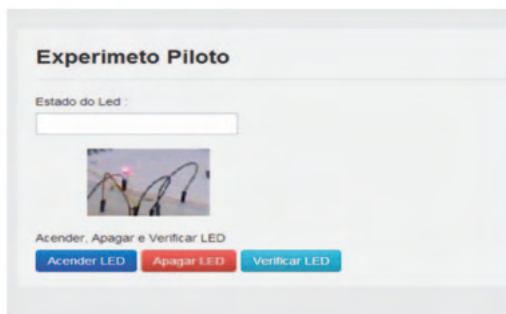 Experimeto Piloto
Estado do Led :
Acender, Apagar e Verificar LED
Acender LED Apagar LED Verificar LED